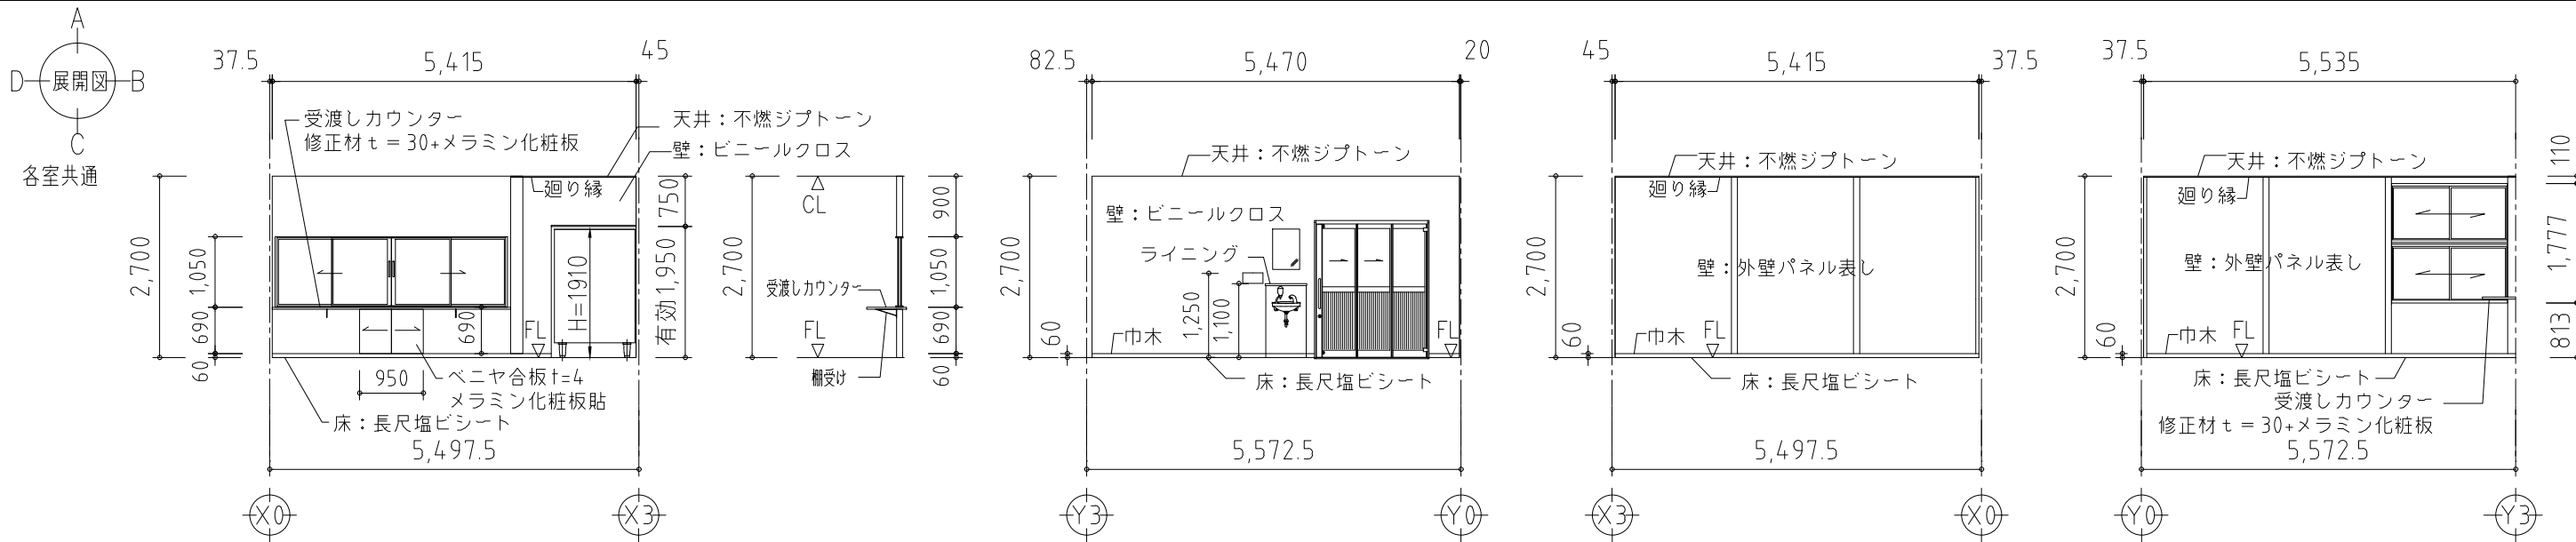 A
D 展開図 B
C
各室共通
37.5 5,415 45
受渡しカウンター
修正材ｔ＝30+メラミン化粧板
天井：不燃ジプトーン
壁：ビニールクロス
廻り縁
2,700
1,050
690
60
H=1910
有効1,950
750
690
FL
950
ベニヤ合板t=4
メラミン化粧板貼
床：長尺塩ビシート
5,497.5
X0 X3
2,700
CL
受渡しカウンター
FL
棚受け
900
1,050
690
60
82.5 5,470 20
天井：不燃ジプトーン
壁：ビニールクロス
ライニング
2,700
60
1,250
1,100
巾木
FL
床：長尺塩ビシート
5,572.5
Y3 Y0
45 5,415 37.5
天井：不燃ジプトーン
廻り縁
壁：外壁パネル表し
2,700
60
巾木 FL
床：長尺塩ビシート
5,497.5
X3 X0
37.5 5,535
天井：不燃ジプトーン
廻り縁
壁：外壁パネル表し
2,700
60
巾木 FL
110
1,777
813
床：長尺塩ビシート
受渡しカウンター
修正材ｔ＝30+メラミン化粧板
5,572.5
Y0 Y3